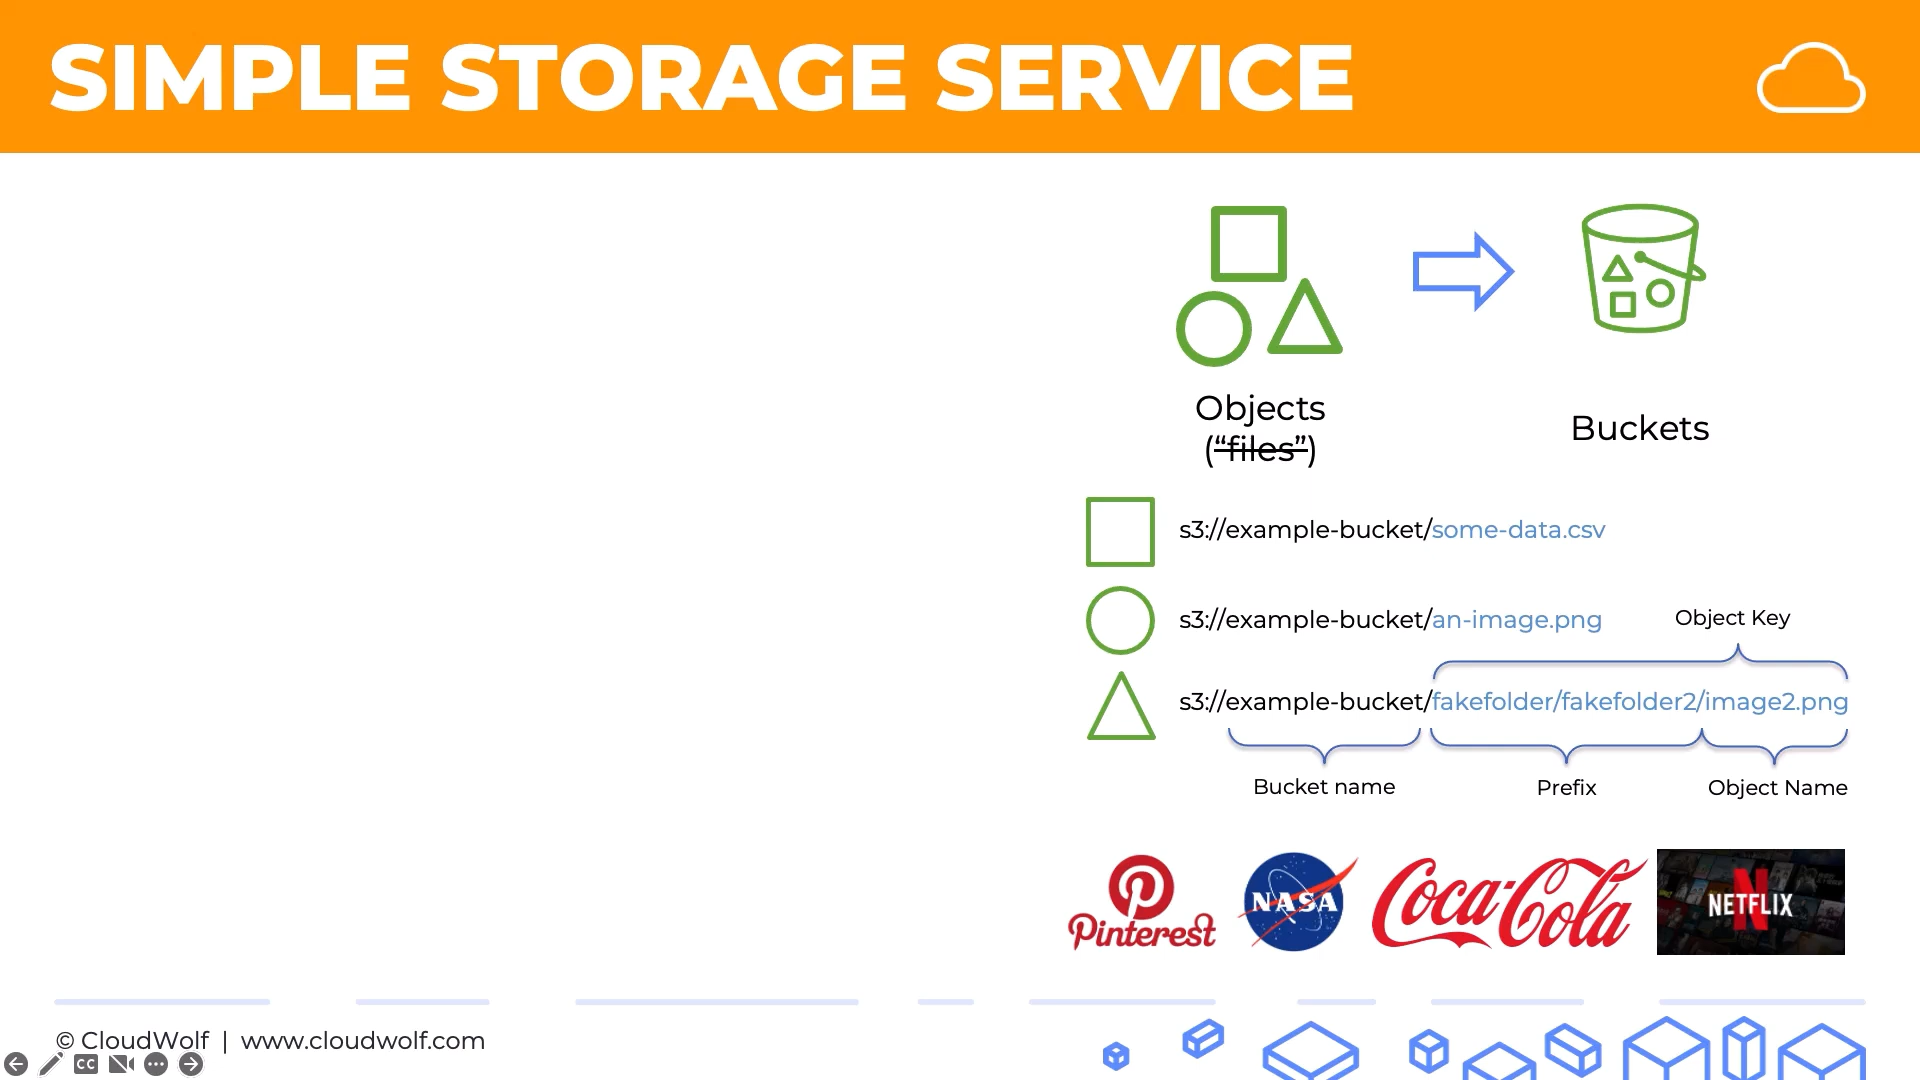 SIMPLE STORAGE SERVICE
Objects
(“files”)
Buckets
s3://example-bucket/some-data.csv
s3://example-bucket/an-image.png
Object Key
s3://example-bucket/fakefolder/fakefolder2/image2.png
Bucket name
Prefix
Object Name
Pinterest
NASA
Coca-Cola
NETFLIX
© CloudWolf | www.cloudwolf.com
CC